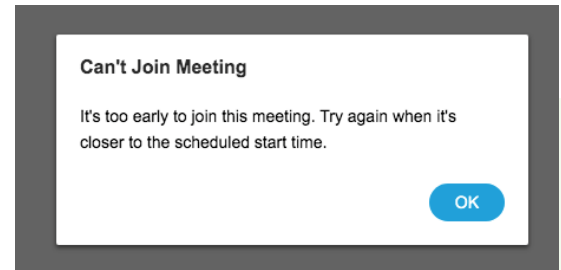 Can't Join Meeting
It's too early to join this meeting. Try again when it's
closer to the scheduled start time.
OK